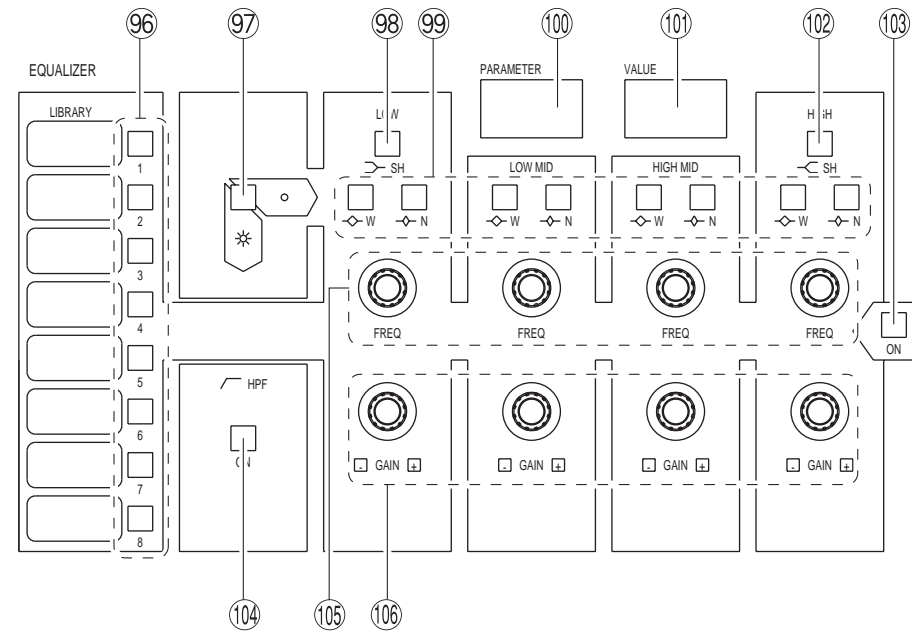 96 97 98 99 100 101 102 103
EQUALIZER PARAMETER VALUE
LIBRARY LOW HIGH
1 SH LOW MID HIGH MID SH
2 W N W N W N W N
3
FREQ FREQ FREQ FREQ
4
ON
5
HPF
6
ON - GAIN + - GAIN + - GAIN + - GAIN +
7
8
104 105 106